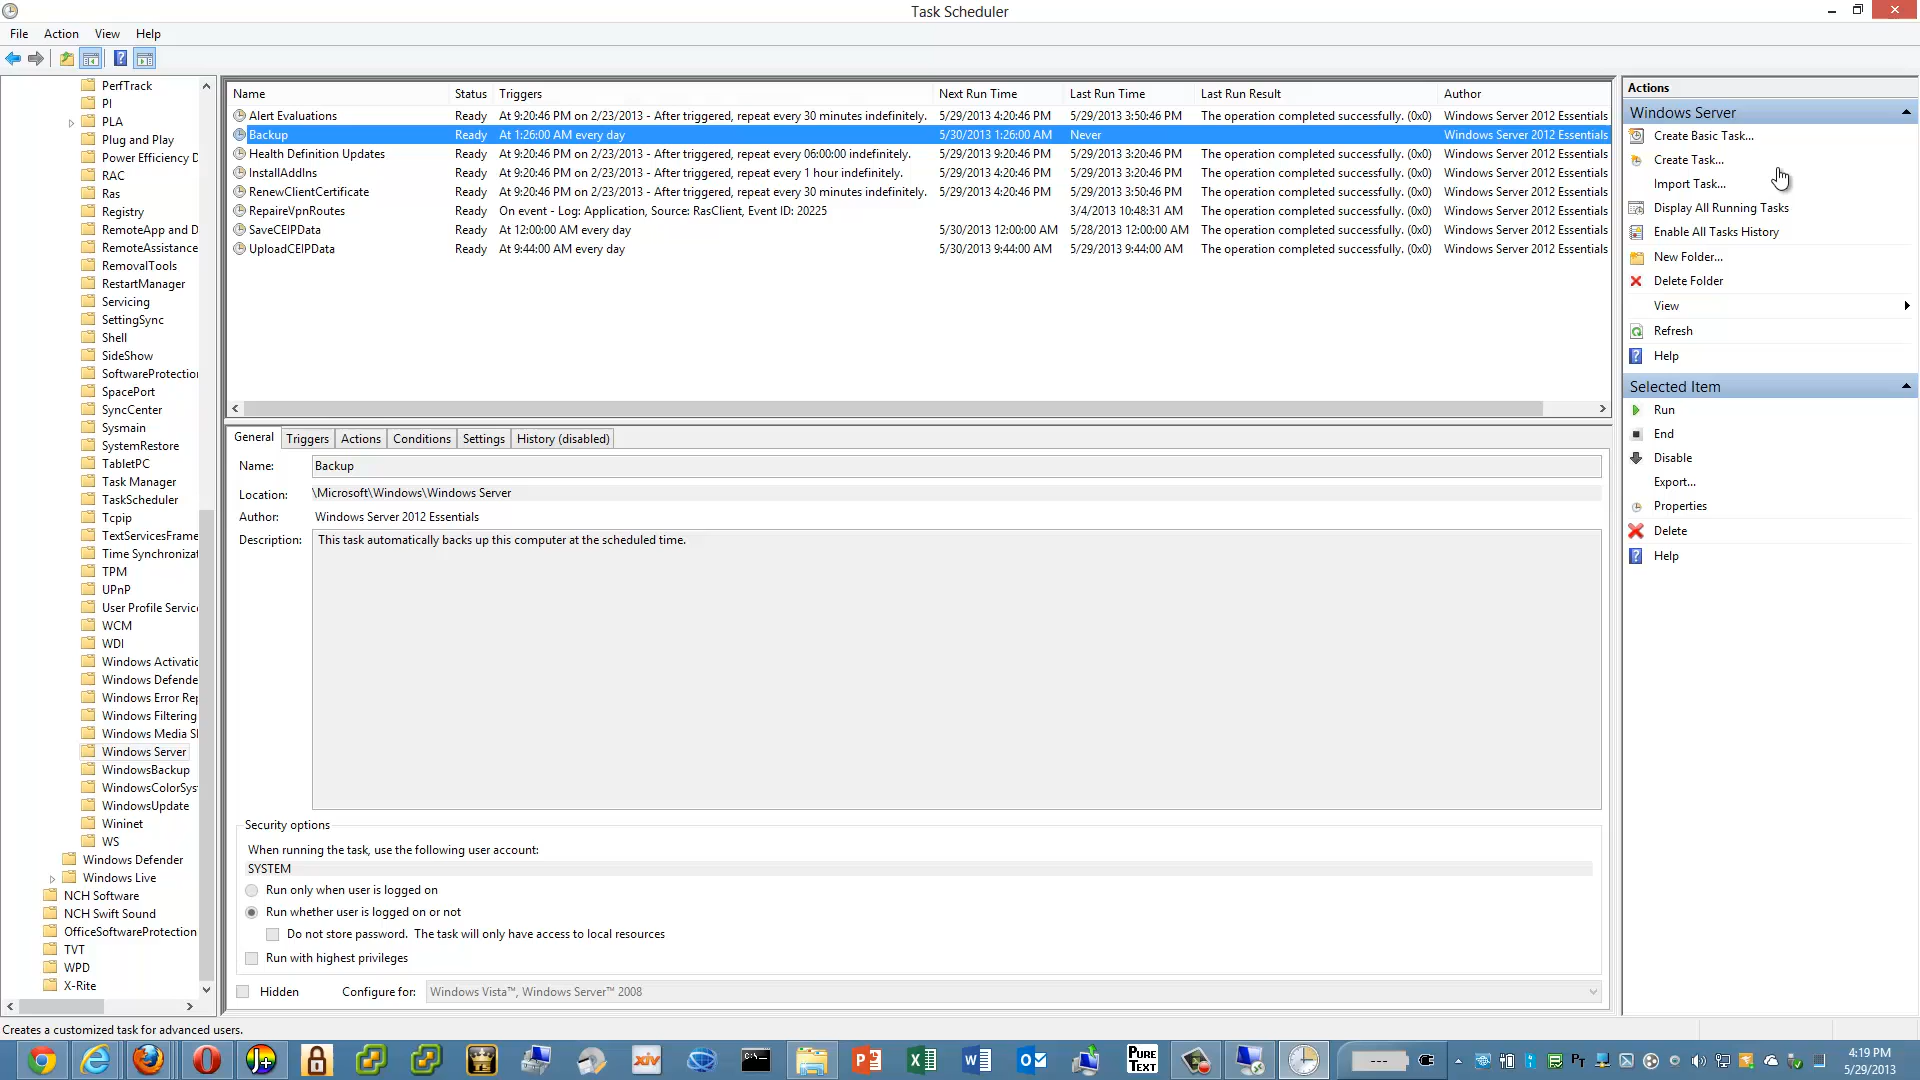 Task Scheduler
File Action View Help
PerfTrack
PI
PLA
Plug and Play
Power Efficiency D
RAC
Ras
Registry
RemoteApp and D
RemoteAssistance
RemovalTools
RestartManager
Servicing
SettingSync
Shell
SideShow
SoftwareProtection
SpacePort
SyncCenter
Sysmain
SystemRestore
TabletPC
Task Manager
TaskScheduler
Tcpip
TextServicesFrame
Time Synchronizat
TPM
UPnP
User Profile Service
WCM
WDI
Windows Activatic
Windows Defende
Windows Error Rep
Windows Filtering
Windows Media Sl
Windows Server
WindowsBackup
WindowsColorSys
WindowsUpdate
Wininet
WS
Windows Defender
Windows Live
NCH Software
NCH Swift Sound
OfficeSoftwareProtection
TVT
WPD
X-Rite
Name Status Triggers Next Run Time Last Run Time Last Run Result Author
Alert Evaluations Ready At 9:20:46 PM on 2/23/2013 - After triggered, repeat every 30 minutes indefinitely. 5/29/2013 4:20:46 PM 5/29/2013 3:50:46 PM The operation completed successfully. (0x0) Windows Server 2012 Essentials
Backup Ready At 1:26:00 AM every day 5/30/2013 1:26:00 AM Never Windows Server 2012 Essentials
Health Definition Updates Ready At 9:20:46 PM on 2/23/2013 - After triggered, repeat every 06:00:00 indefinitely. 5/29/2013 9:20:46 PM 5/29/2013 3:20:46 PM The operation completed successfully. (0x0) Windows Server 2012 Essentials
InstallAddIns Ready At 9:20:46 PM on 2/23/2013 - After triggered, repeat every 1 hour indefinitely. 5/29/2013 4:20:46 PM 5/29/2013 3:20:46 PM The operation completed successfully. (0x0) Windows Server 2012 Essentials
RenewClientCertificate Ready At 9:20:46 PM on 2/23/2013 - After triggered, repeat every 30 minutes indefinitely. 5/29/2013 4:20:46 PM 5/29/2013 3:50:46 PM The operation completed successfully. (0x0) Windows Server 2012 Essentials
RepaireVpnRoutes Ready On event - Log: Application, Source: RasClient, Event ID: 20225 3/4/2013 10:48:31 AM The operation completed successfully. (0x0) Windows Server 2012 Essentials
SaveCEIPData Ready At 12:00:00 AM every day 5/30/2013 12:00:00 AM 5/28/2013 12:00:00 AM The operation completed successfully. (0x0) Windows Server 2012 Essentials
UploadCEIPData Ready At 9:44:00 AM every day 5/30/2013 9:44:00 AM 5/29/2013 9:44:00 AM The operation completed successfully. (0x0) Windows Server 2012 Essentials
General Triggers Actions Conditions Settings History (disabled)
Name: Backup
Location: \Microsoft\Windows\Windows Server
Author: Windows Server 2012 Essentials
Description: This task automatically backs up this computer at the scheduled time.
Security options
When running the task, use the following user account:
SYSTEM
Run only when user is logged on
Run whether user is logged on or not
Do not store password. The task will only have access to local resources
Run with highest privileges
Hidden Configure for: Windows Vista™, Windows Server™ 2008
Actions
Windows Server
Create Basic Task...
Create Task...
Import Task...
Display All Running Tasks
Enable All Tasks History
New Folder...
Delete Folder
View
Refresh
Help
Selected Item
Run
End
Disable
Export...
Properties
Delete
Help
Creates a customized task for advanced users.
xiv
PURE
TEXT
---
4:19 PM
5/29/2013